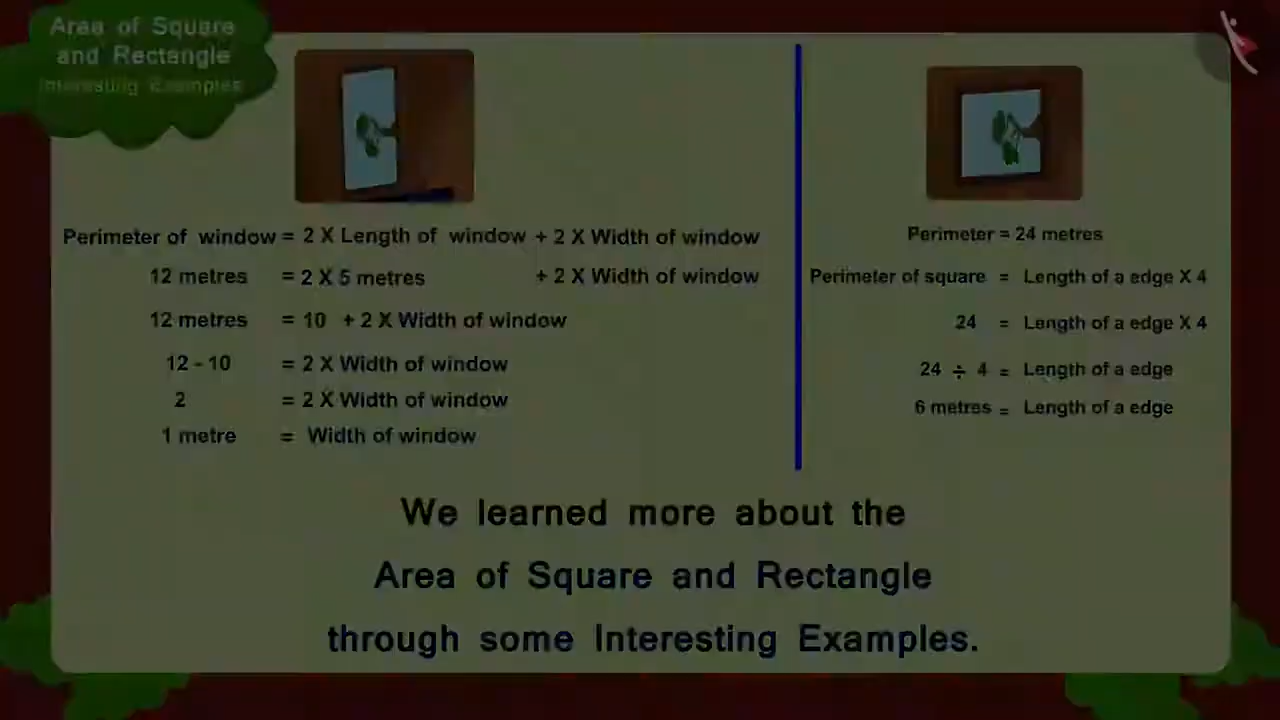 Area of Square
and Rectangle
Interesting Examples
Perimeter of window = 2 X Length of window + 2 X Width of window
12 metres = 2 X 5 metres + 2 X Width of window
12 metres = 10 + 2 X Width of window
12 - 10 = 2 X Width of window
2 = 2 X Width of window
1 metre = Width of window
Perimeter = 24 metres
Perimeter of square = Length of a edge X 4
24 = Length of a edge X 4
24 ÷ 4 = Length of a edge
6 metres = Length of a edge
We learned more about the
Area of Square and Rectangle
through some Interesting Examples.